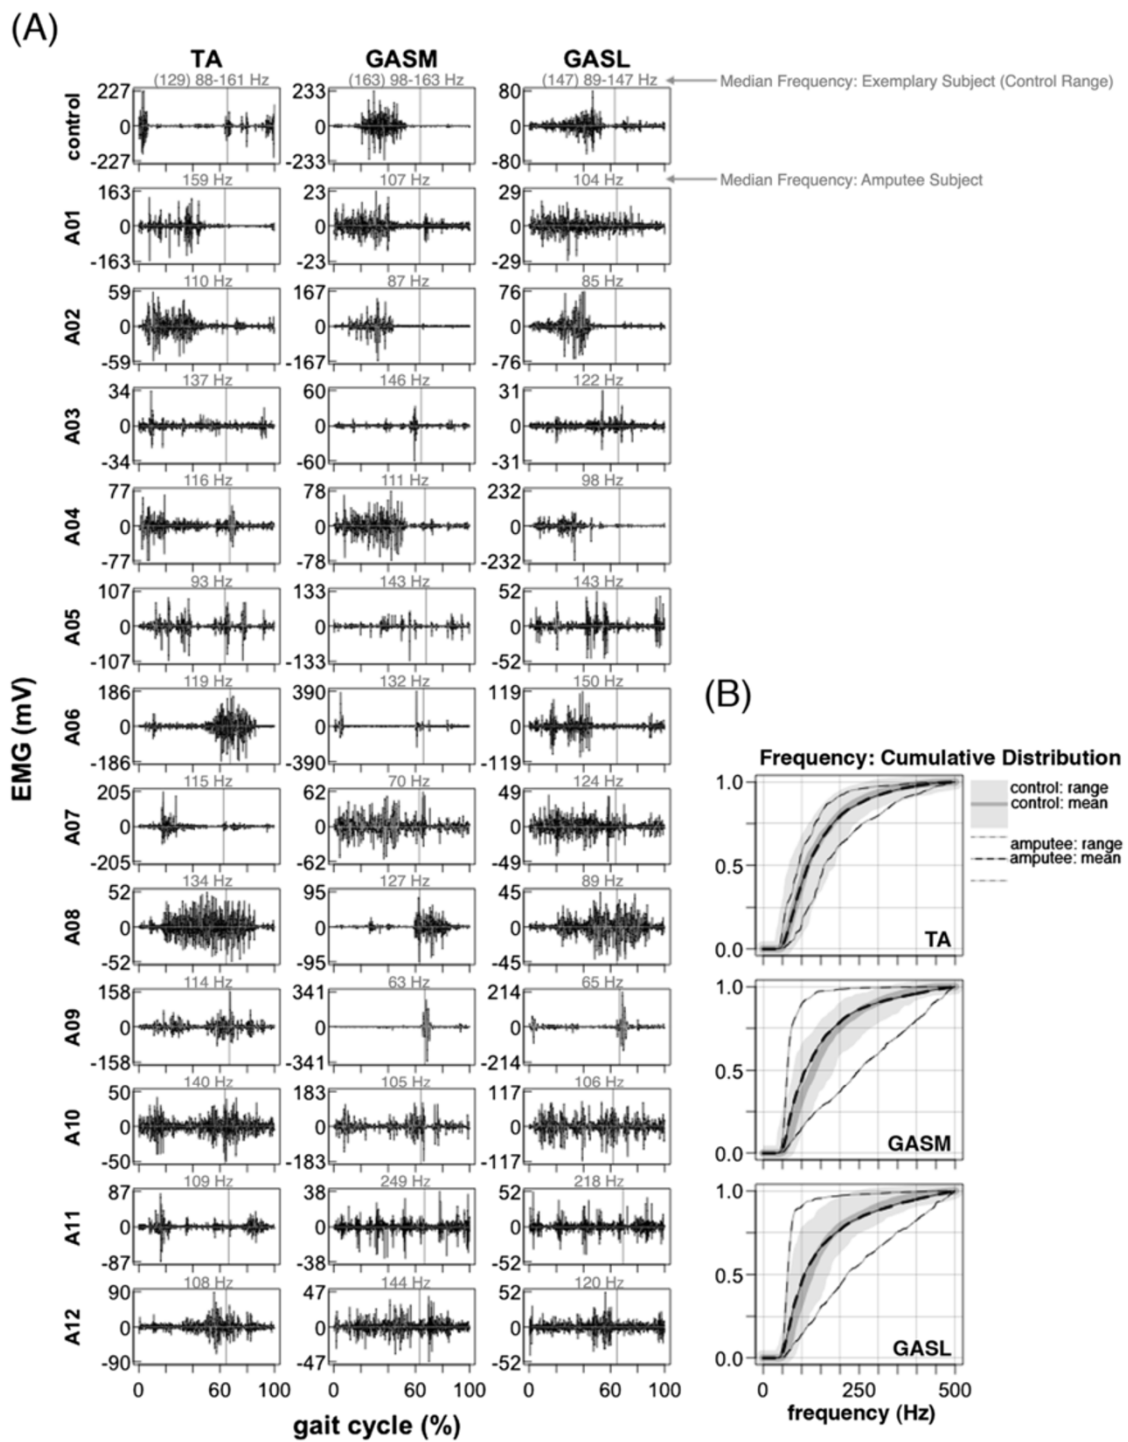 (A)
TA GASM GASL
(129) 88-161 Hz (163) 98-163 Hz (147) 89-147 Hz Median Frequency: Exemplary Subject (Control Range)
control
227 0 -227 233 0 -233 80 0 -80
159 Hz 107 Hz 104 Hz Median Frequency: Amputee Subject
A01
163 0 -163 23 0 -23 29 0 -29
110 Hz 87 Hz 85 Hz
A02
59 0 -59 167 0 -167 76 0 -76
137 Hz 146 Hz 122 Hz
A03
34 0 -34 60 0 -60 31 0 -31
116 Hz 111 Hz 98 Hz
A04
77 0 -77 78 0 -78 232 0 -232
93 Hz 143 Hz 143 Hz
A05
107 0 -107 133 0 -133 52 0 -52
119 Hz 132 Hz 150 Hz
A06
186 0 -186 390 0 -390 119 0 -119
115 Hz 70 Hz 124 Hz
A07
205 0 -205 62 0 -62 49 0 -49
134 Hz 127 Hz 89 Hz
A08
52 0 -52 95 0 -95 45 0 -45
114 Hz 63 Hz 65 Hz
A09
158 0 -158 341 0 -341 214 0 -214
140 Hz 105 Hz 106 Hz
A10
50 0 -50 183 0 -183 117 0 -117
109 Hz 249 Hz 218 Hz
A11
87 0 -87 38 0 -38 52 0 -52
108 Hz 144 Hz 120 Hz
A12
90 0 -90 47 0 -47 52 0 -52
0 60 100 0 60 100 0 60 100
gait cycle (%)
EMG (mV)
(B)
Frequency: Cumulative Distribution
1.0
0.5
0.0
TA
control: range
control: mean
amputee: range
amputee: mean
1.0
0.5
0.0
GASM
1.0
0.5
0.0
GASL
0 250 500
frequency (Hz)